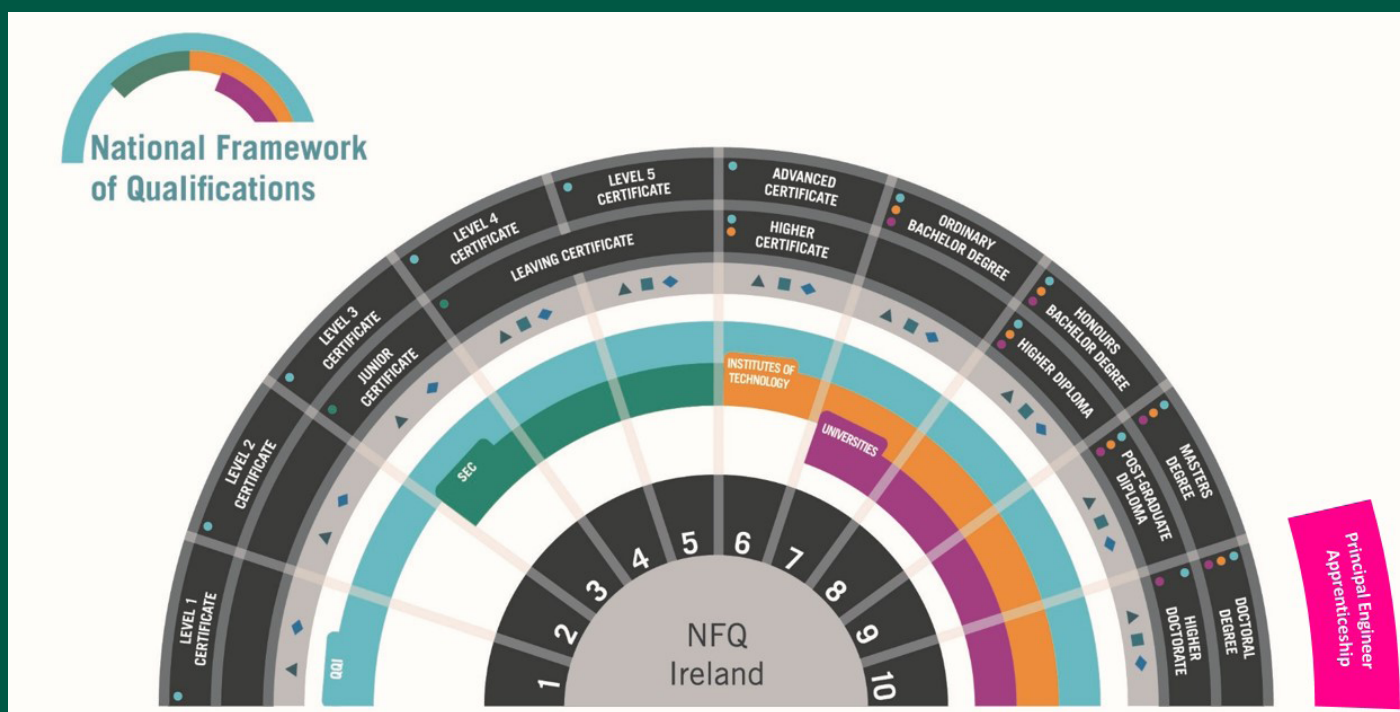 National Framework
of Qualifications
LEVEL 1
CERTIFICATE
LEVEL 2
CERTIFICATE
LEVEL 3
CERTIFICATE
LEVEL 4
CERTIFICATE
LEVEL 5
CERTIFICATE
ADVANCED
CERTIFICATE
ORDINARY
BACHELOR DEGREE
HONOURS
BACHELOR DEGREE
MASTERS
DEGREE
DOCTORAL
DEGREE
JUNIOR
CERTIFICATE
LEAVING CERTIFICATE
HIGHER
CERTIFICATE
HIGHER DIPLOMA
POST-GRADUATE
DIPLOMA
HIGHER
DOCTORATE
QQI
SEC
INSTITUTES OF
TECHNOLOGY
UNIVERSITIES
1
2
3
4
5
6
7
8
9
10
NFQ
Ireland
Principal Engineer
Apprenticeship